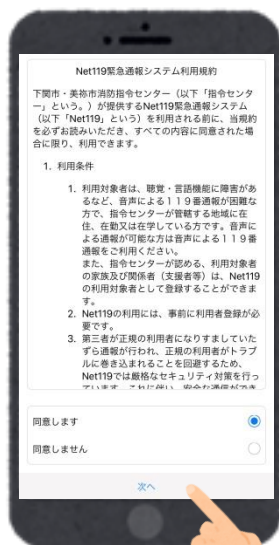 Net119緊急通報システム利用規約
下関市・美祢市消防指令センター（以下「指令センタ
ー」という。）が提供するNet119緊急通報システム
（以下「Net119」という）を利用される前に、当規約
を必ずお読みいただき、すべての内容に同意された場
合に限り、利用できます。
1. 利用条件
1. 利用対象者は、聴覚・言語機能に障害があ
るなど、音声による１１９番通報が困難な
方で、指令センターが管轄する地域に在
住、在勤又は在学している方です。音声に
よる通報が可能な方は音声による１１９
番通報をご利用ください。
また、指令センターが認める、利用対象者
の家族及び関係者（支援者等）は、Net119
の利用対象者として登録することができま
す。
2. Net119の利用には、事前に利用者登録が必
要です。
3. 第三者が正規の利用者になりすましていた
ずら通報が行われ、正規の利用者がトラブ
ルに巻き込まれることを回避するため、
Net119では厳格なセキュリティ対策を行っ
ています。これに伴い、安全な通信ができ
同意します
同意しません
次へ